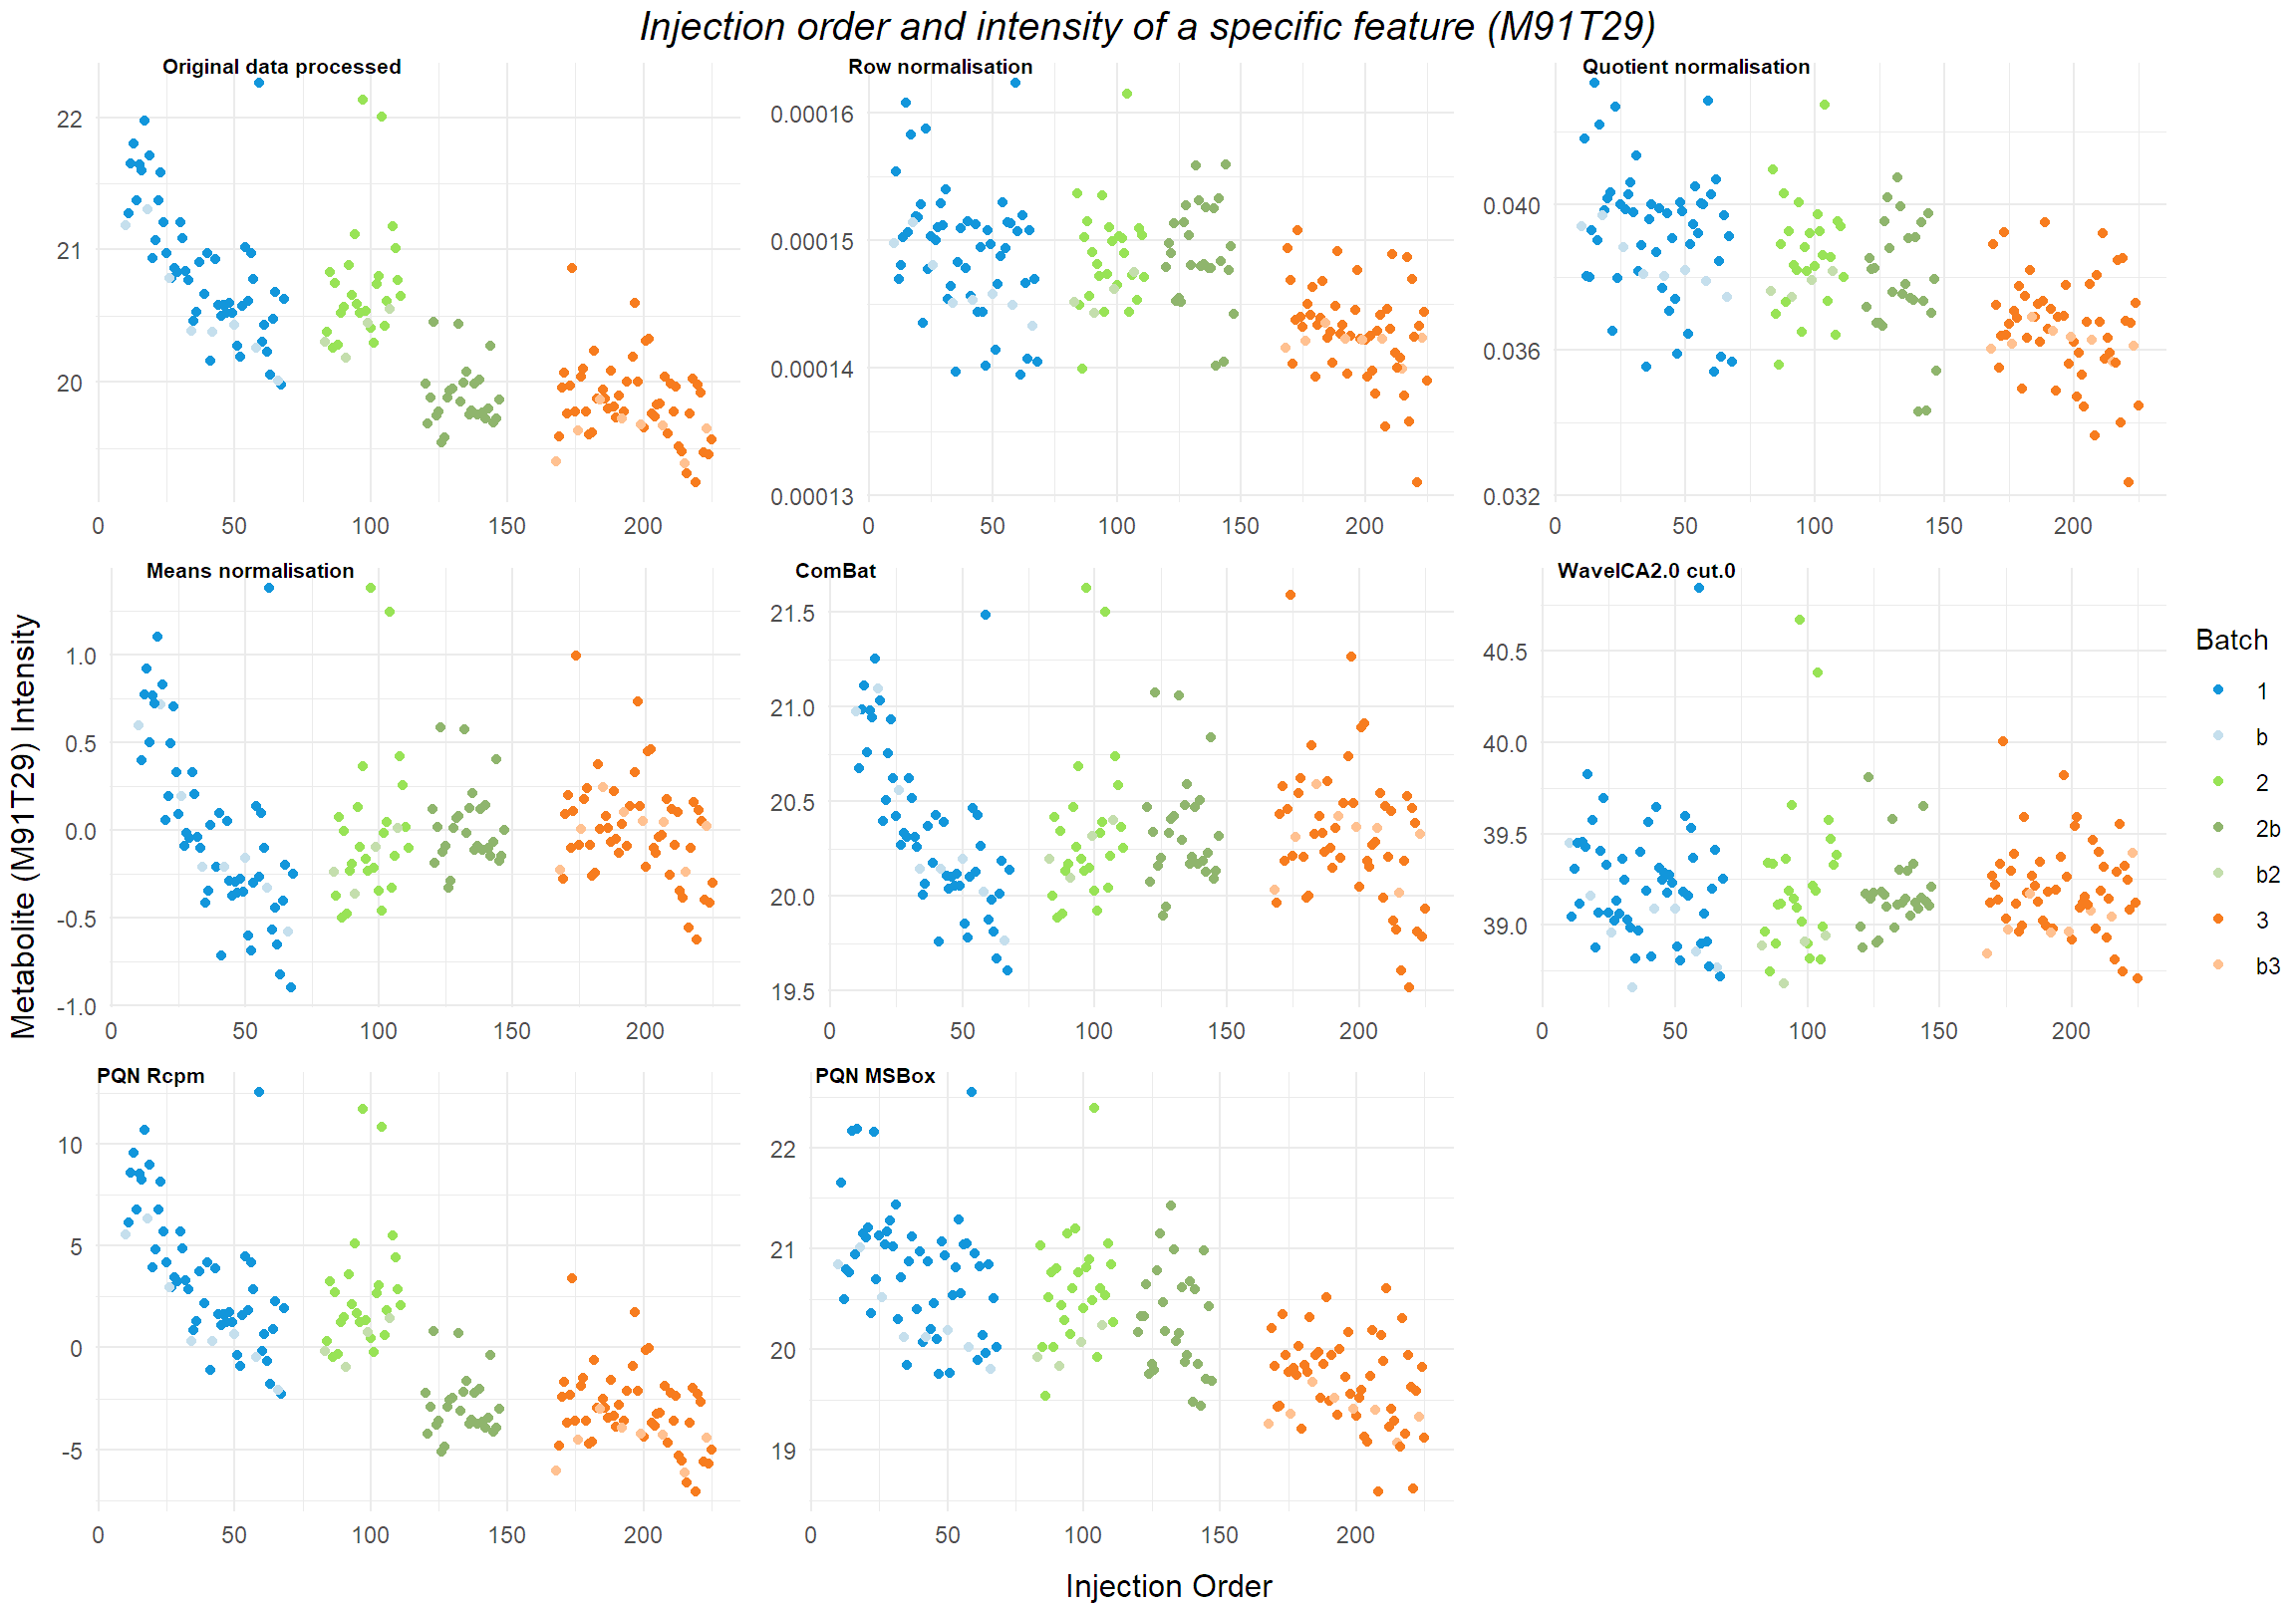 Injection order and intensity of a specific feature (M91T29)
Original data processed
Row normalisation
Quotient normalisation
22
21
20
0 50 100 150 200
0.00016
0.00015
0.00014
0.00013
0 50 100 150 200
0.040
0.036
0.032
0 50 100 150 200
Metabolite (M91T29) Intensity
Means normalisation
ComBat
WaveICA2.0 cut.0
1.0
0.5
0.0
-0.5
-1.0
0 50 100 150 200
21.5
21.0
20.5
20.0
19.5
0 50 100 150 200
40.5
40.0
39.5
39.0
0 50 100 150 200
Batch
1
b
2
2b
b2
3
b3
PQN Rcpm
PQN MSBox
10
5
0
-5
0 50 100 150 200
22
21
20
19
0 50 100 150 200
Injection Order